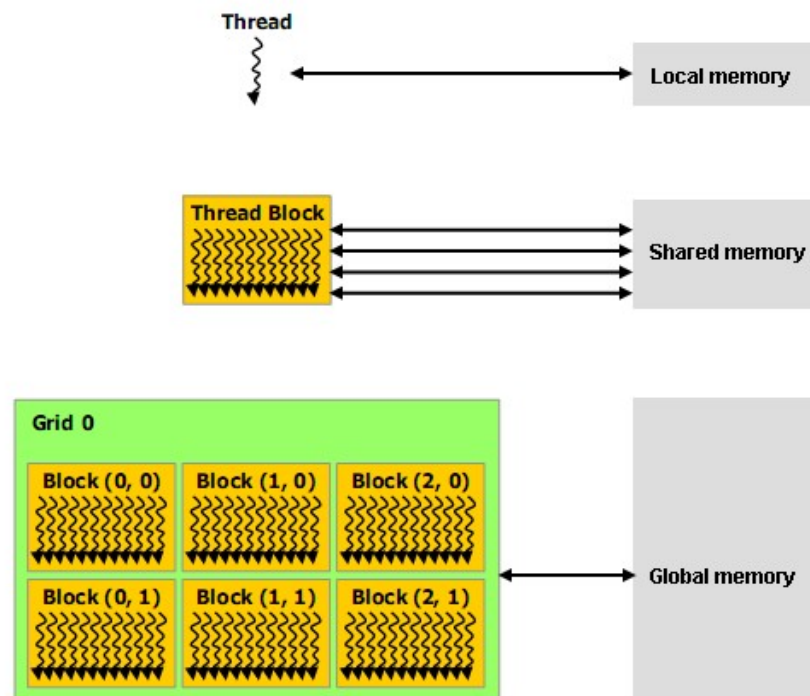 Thread
Local memory
Thread Block
Shared memory
Grid 0
Block (0, 0)
Block (1, 0)
Block (2, 0)
Global memory
Block (0, 1)
Block (1, 1)
Block (2, 1)